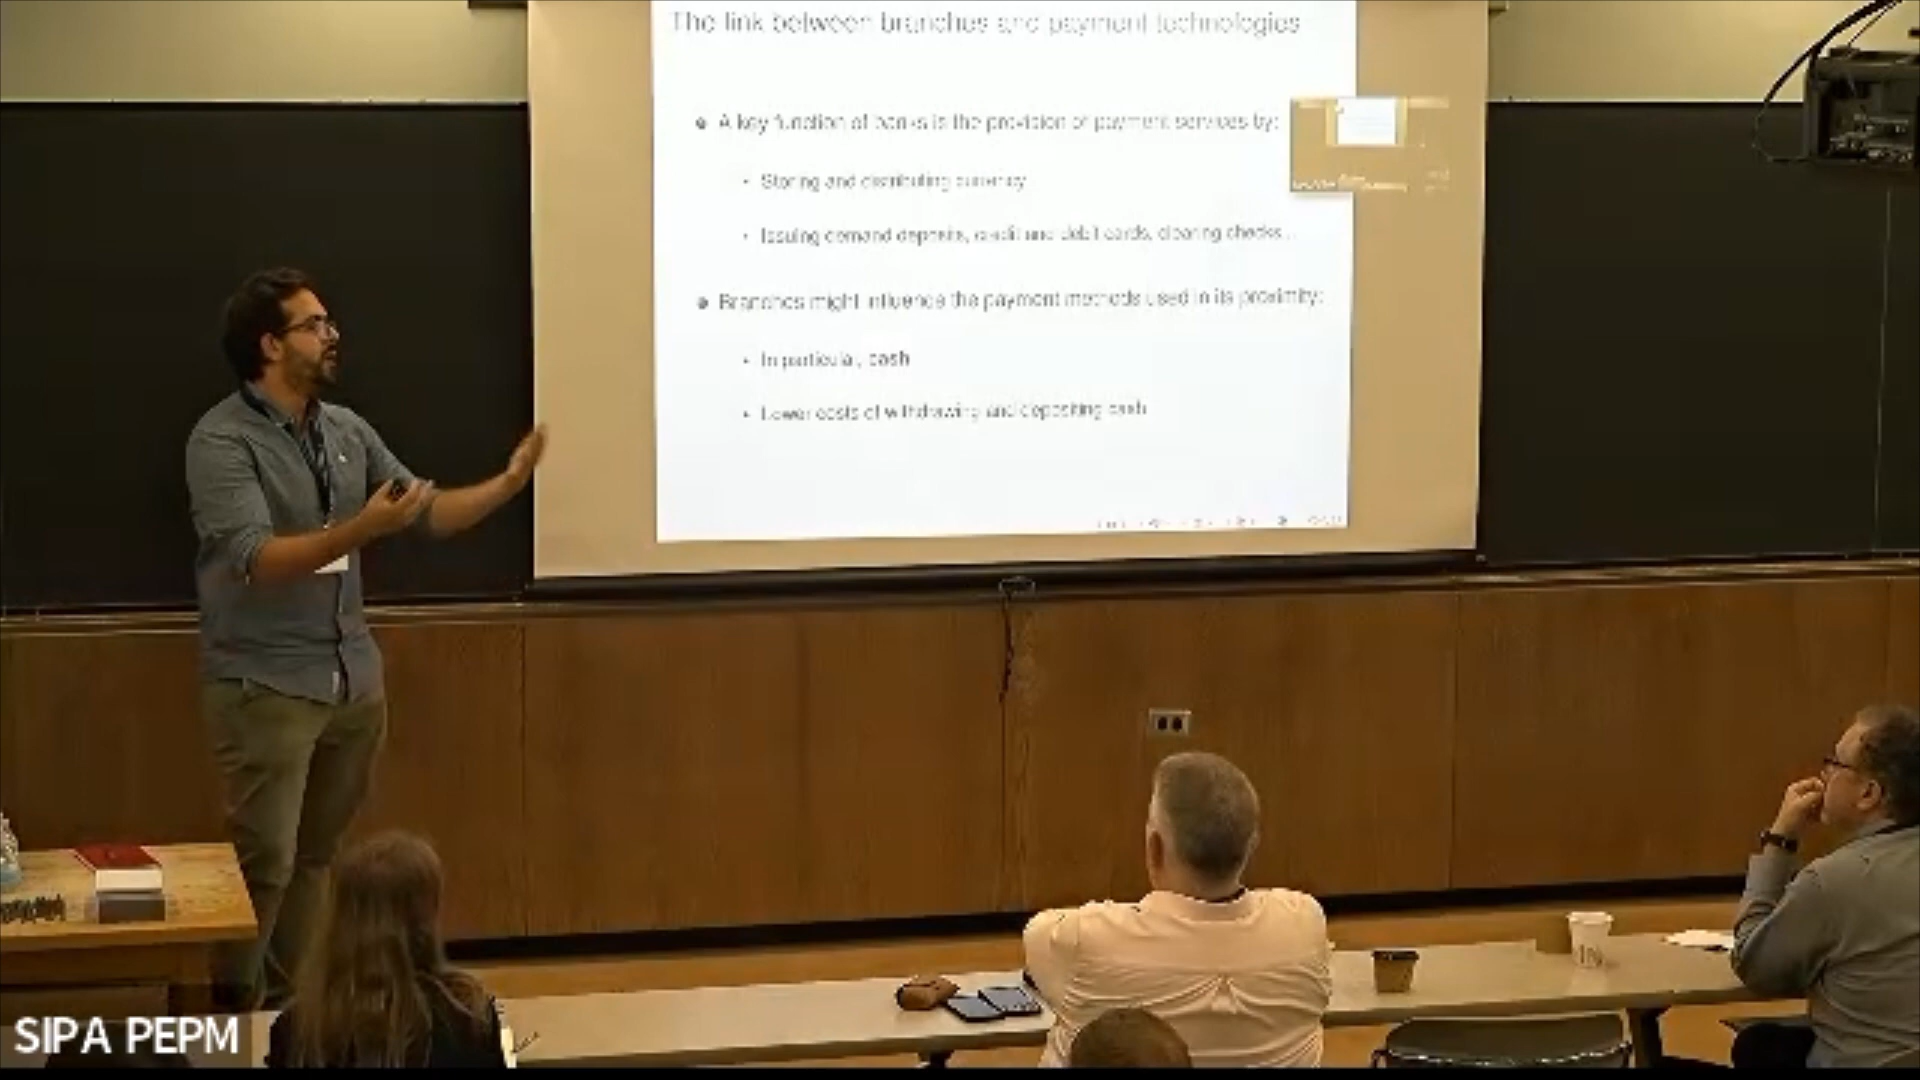 The link between branches and payment technologies
A key function of banks is the provision of payment services by:
Storing and distributing currency
Issuing demand deposits, credit and debit cards, clearing checks...
Branches might influence the payment methods used in its proximity:
In particular, cash
Lower costs of withdrawing and depositing cash
SIPA PEPM